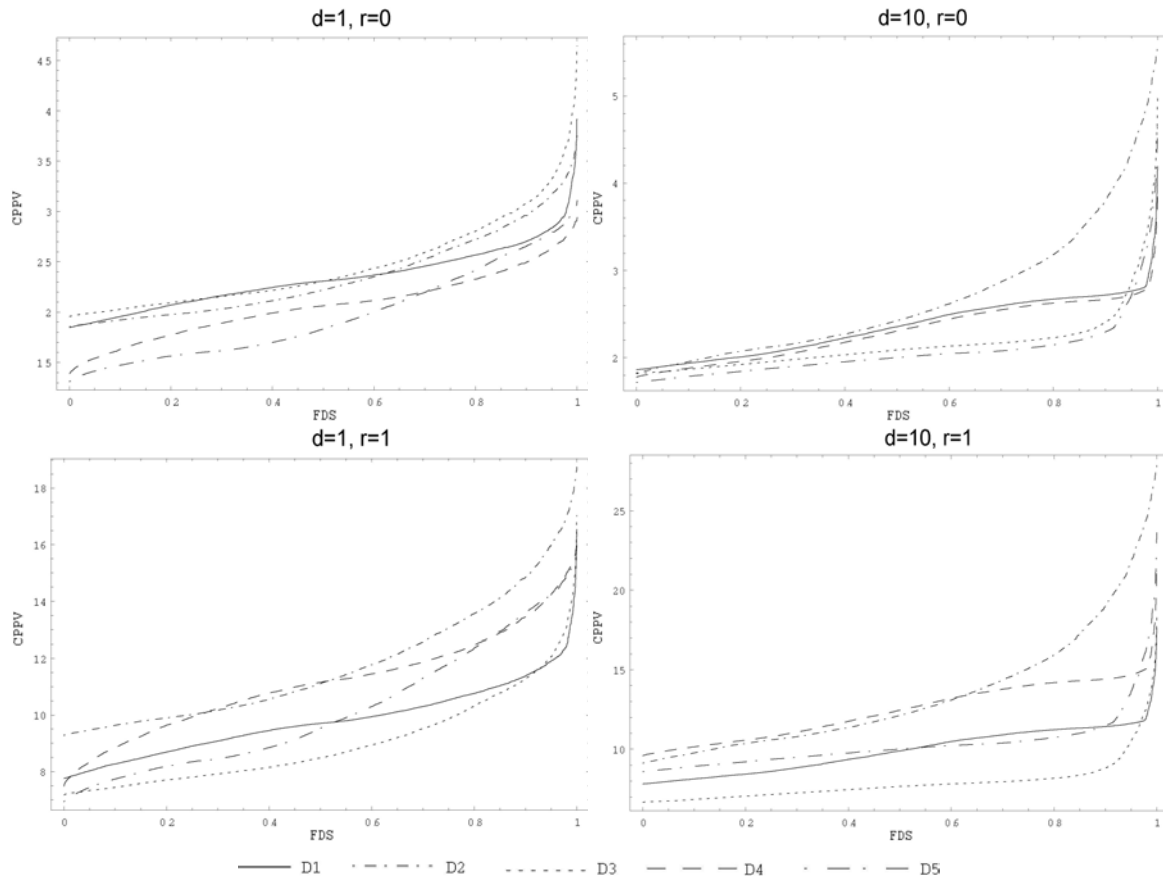 d=1, r=0
d=10, r=0
CPPV
4 5
4
3 5
3
2 5
2
1 5
0 0 2 0 4 0 6 0 8 1
FDS
CPPV
5
4
3
2
0 0 2 0 4 0 6 0 8 1
FDS
d=1, r=1
d=10, r=1
CPPV
18
16
14
12
10
8
0 0 2 0 4 0 6 0 8 1
FDS
CPPV
25
20
15
10
0 0 2 0 4 0 6 0 8 1
FDS
D1 D2 D3 D4 D5